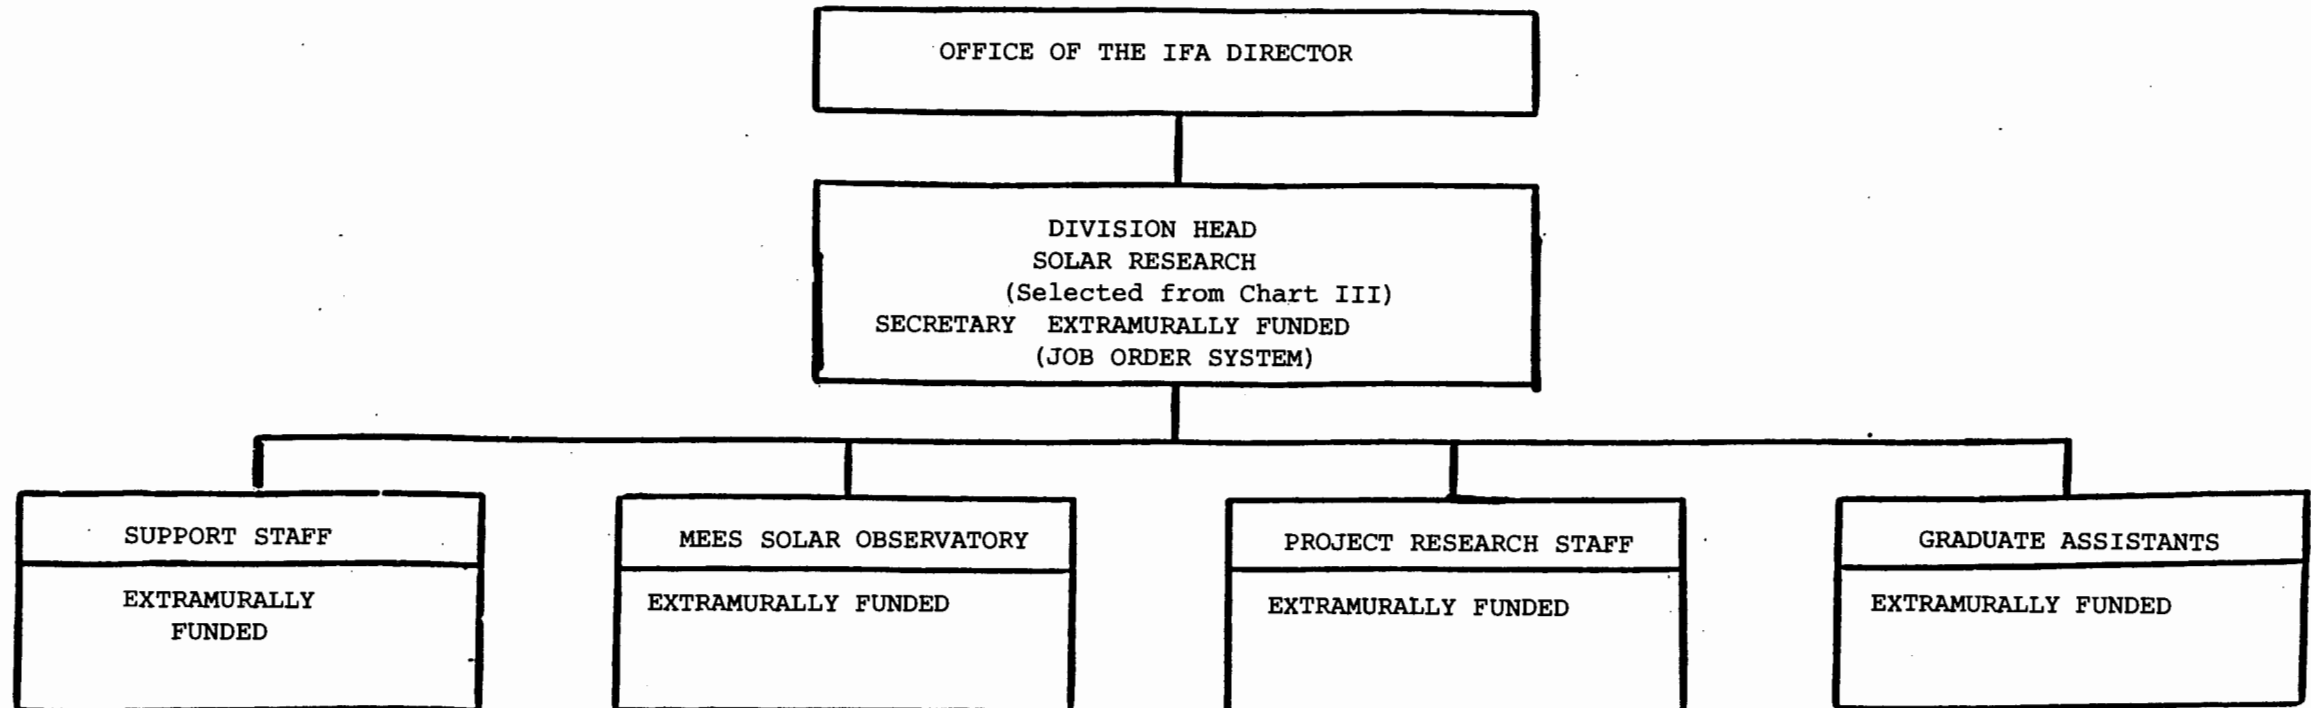 OFFICE OF THE IFA DIRECTOR
DIVISION HEAD
SOLAR RESEARCH
(Selected from Chart III)
SECRETARY EXTRAMURALLY FUNDED
(JOB ORDER SYSTEM)
SUPPORT STAFF
EXTRAMURALLY
FUNDED
MEES SOLAR OBSERVATORY
EXTRAMURALLY FUNDED
PROJECT RESEARCH STAFF
EXTRAMURALLY FUNDED
GRADUATE ASSISTANTS
EXTRAMURALLY FUNDED